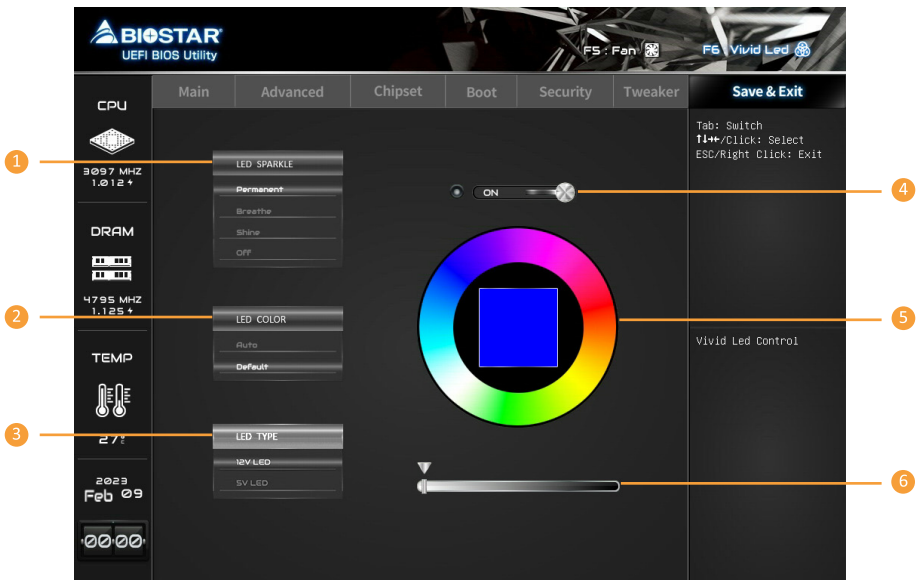 BIOSTAR
UEFI BIOS Utility
F5 : Fan
F6 : Vivid Led
Main Advanced Chipset Boot Security Tweaker Save & Exit
CPU
3097 MHZ
1.012
DRAM
4795 MHZ
1.125
TEMP
27°C
2023
Feb 09
00:00
1
LED SPARKLE
Permanent
Breathe
Shine
Off
2
LED COLOR
Auto
Default
3
LED TYPE
12V LED
5V LED
ON
4
5
6
Tab: Switch
↑↓→←/Click: Select
ESC/Right Click: Exit
Vivid Led Control